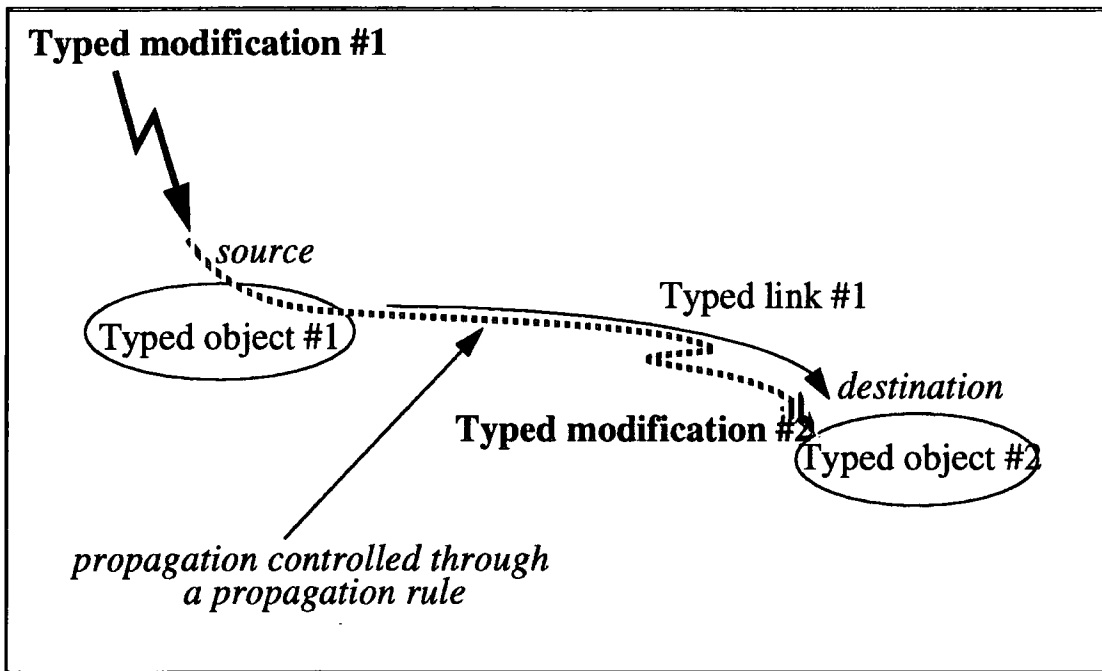 Typed modification #1
source
Typed link #1
Typed object #1
destination
Typed modification #2
Typed object #2
propagation controlled through
a propagation rule